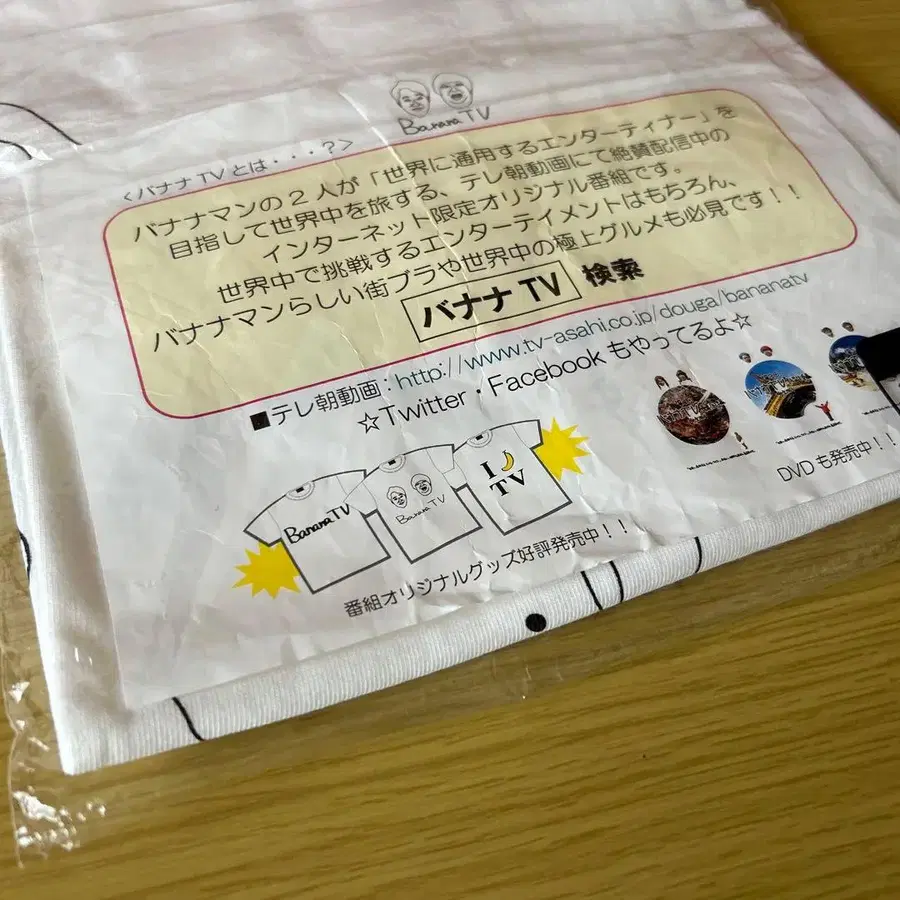 Banana TV
<バナナTVとは・・・?>
バナナマンの2人が「世界に通用するエンターティナー」を
目指して世界中を旅する、テレ朝動画にて絶賛配信中の
インターネット限定オリジナル番組です。
世界中で挑戦するエンターテイメントはもちろん、
バナナマンらしい街ブラや世界中の極上グルメも必見です!!
バナナTV 検索
■テレ朝動画:http://www.tv-asahi.co.jp/douga/bananatv
☆Twitter・Facebookもやってるよ☆
Banana TV
Banana TV
I
TV
番組オリジナルグッズ好評発売中!!
DVDも発売中!!